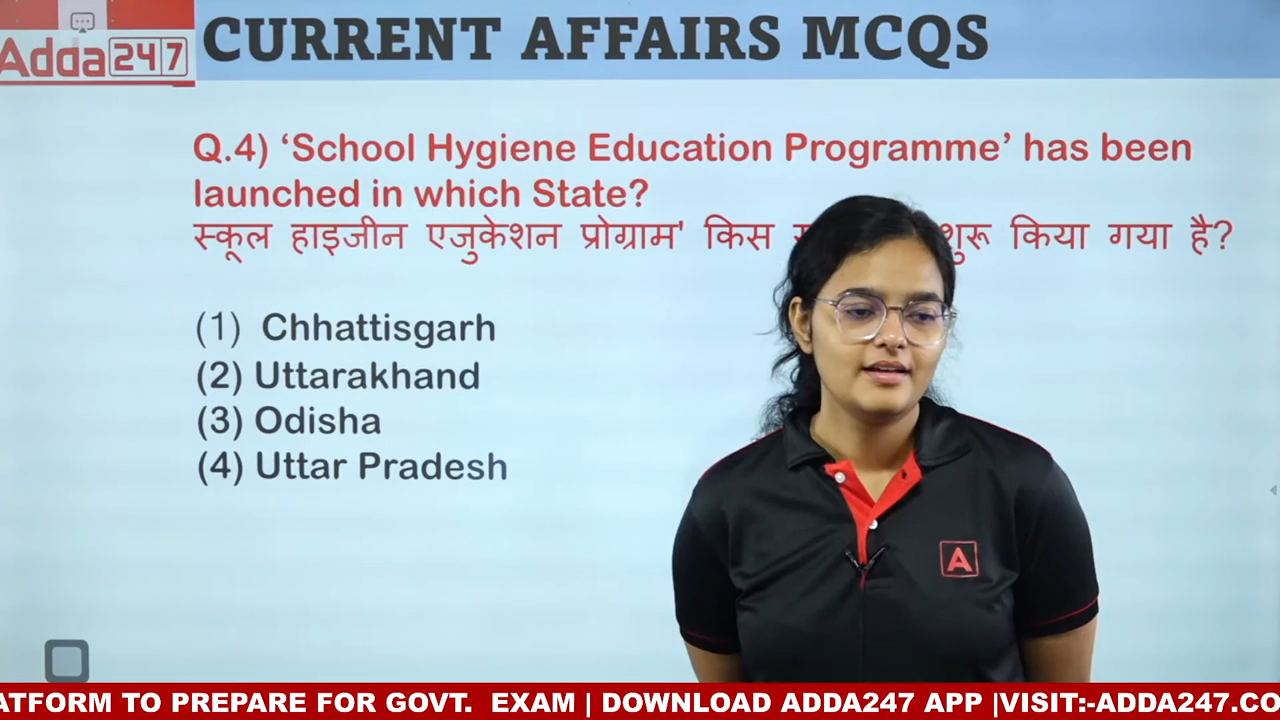 Adda247
CURRENT AFFAIRS MCQS
Q.4) ‘School Hygiene Education Programme’ has been
launched in which State?
स्कूल हाइजीन एजुकेशन प्रोग्राम' किस शुरू किया गया है?
(1) Chhattisgarh
(2) Uttarakhand
(3) Odisha
(4) Uttar Pradesh
A
ATFORM TO PREPARE FOR GOVT. EXAM | DOWNLOAD ADDA247 APP |VISIT:-ADDA247.CO